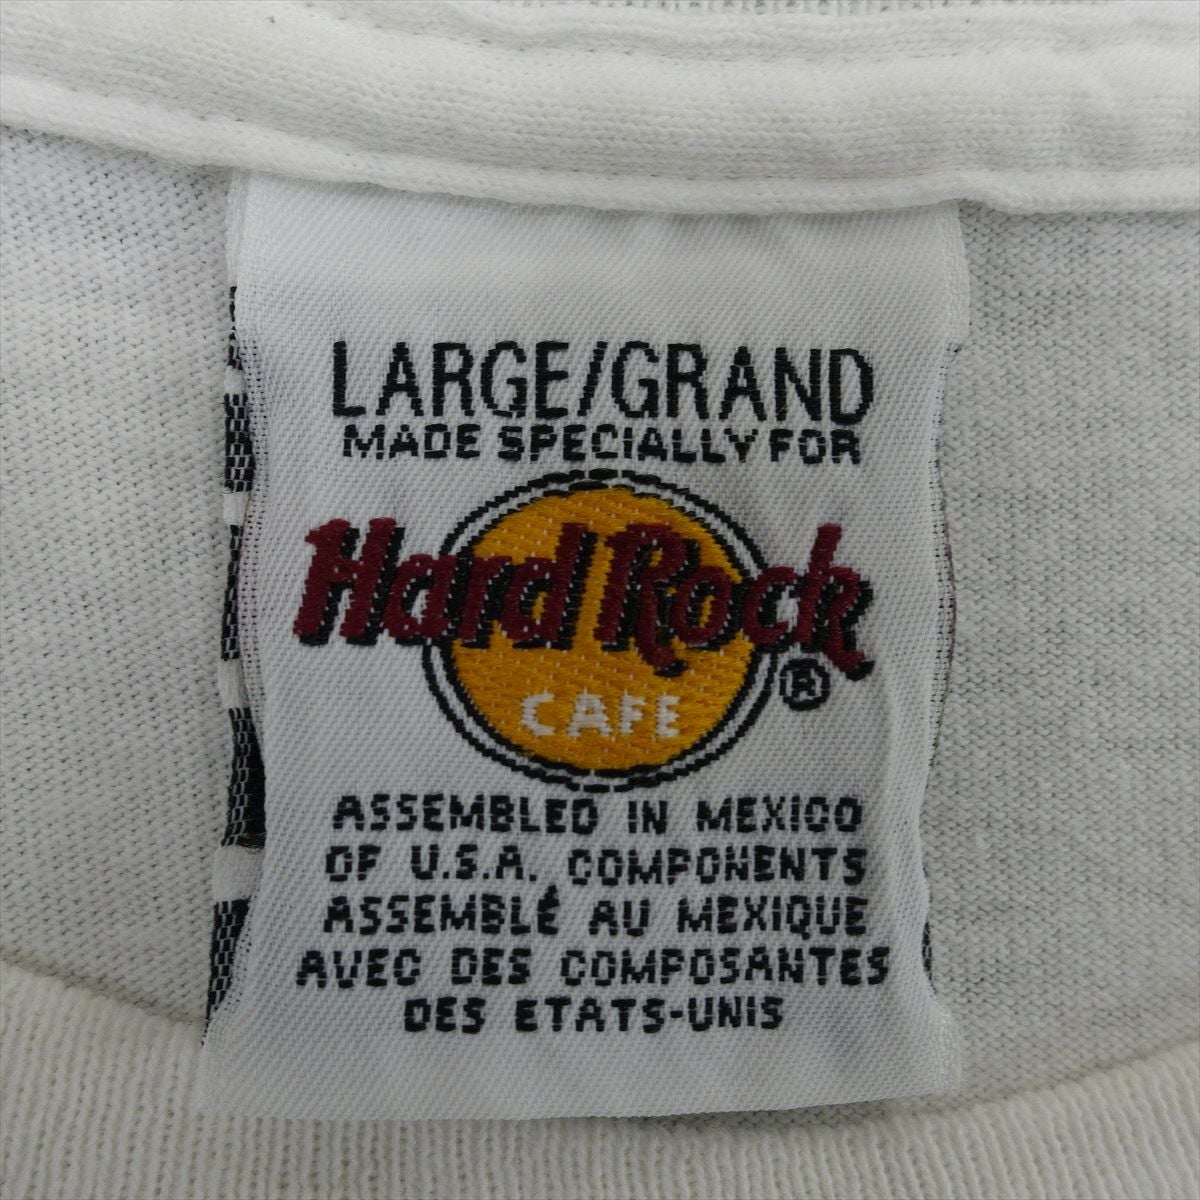 LARGE/GRAND
MADE SPECIALLY FOR
Hard Rock
®
CAFE
ASSEMBLED IN MEXICO
OF U.S.A. COMPONENTS
ASSEMBLÉ AU MEXIQUE
AVEC DES COMPOSANTES
DES ETATS-UNIS